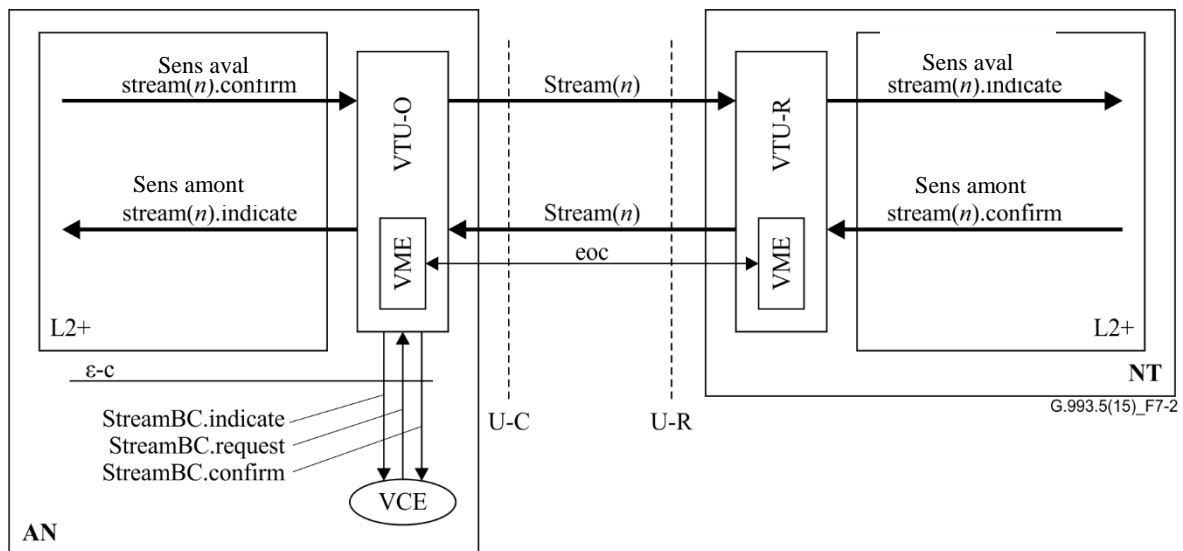 Sens aval
stream(n).confirm
Stream(n)
Sens aval
stream(n).indicate
VTU-O
VTU-R
Sens amont
stream(n).indicate
Stream(n)
Sens amont
stream(n).confirm
VME
eoc
VME
L2+
L2+
NT
G.993.5(15)_F7-2
ε-c
StreamBC.indicate
StreamBC.request
StreamBC.confirm
U-C
U-R
VCE
AN